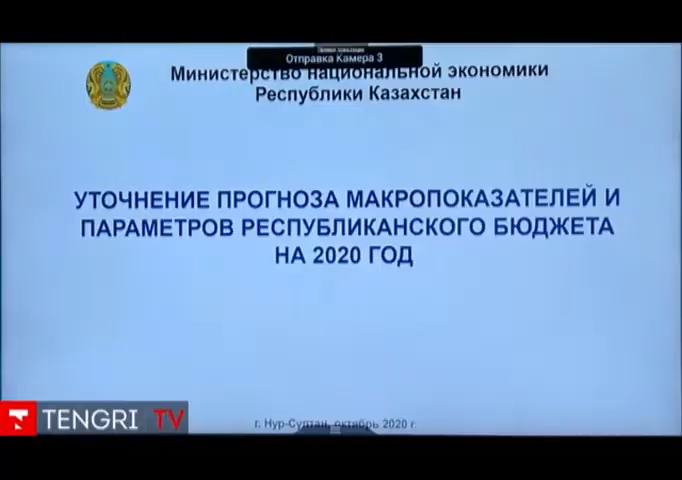 Отправка Камера 3
Министерство национальной экономики
Республики Казахстан
УТОЧНЕНИЕ ПРОГНОЗА МАКРОПОКАЗАТЕЛЕЙ И
ПАРАМЕТРОВ РЕСПУБЛИКАНСКОГО БЮДЖЕТА
НА 2020 ГОД
TENGRI TV
г. Нур-Султан, октябрь 2020 г.